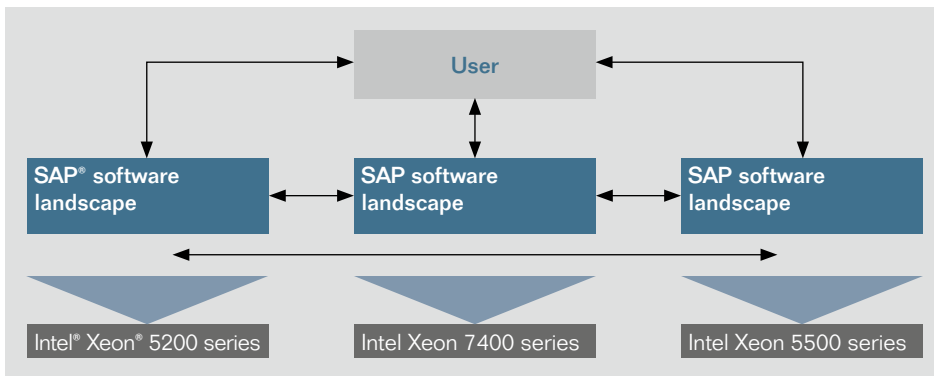 User
SAP® software
landscape
SAP software
landscape
SAP software
landscape
Intel® Xeon® 5200 series
Intel Xeon 7400 series
Intel Xeon 5500 series